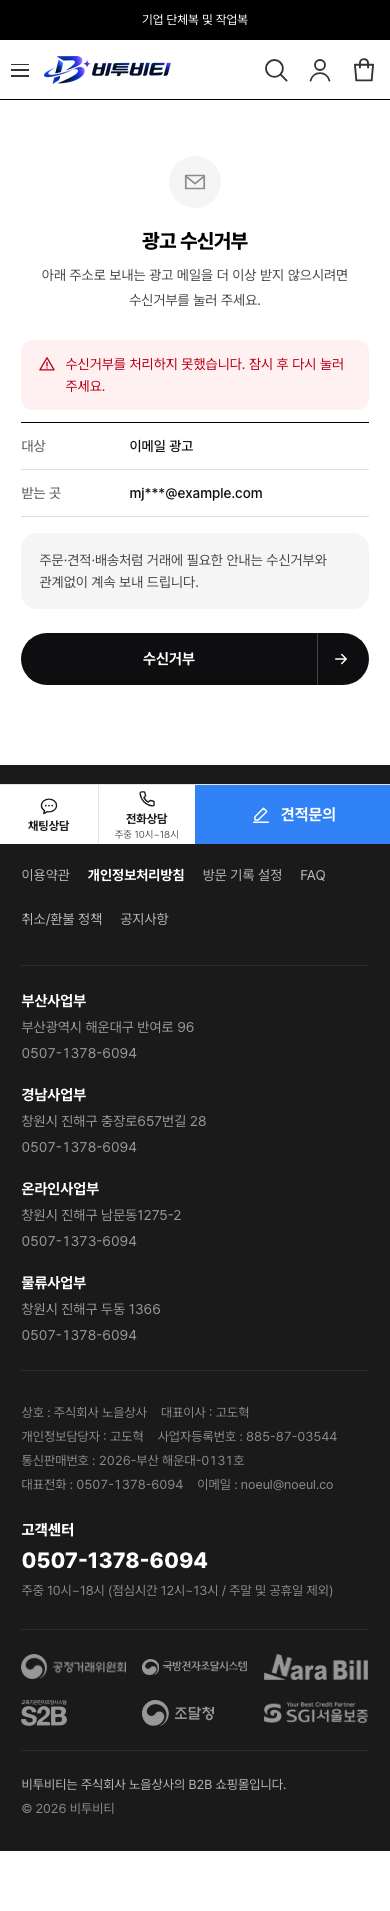 기업 단체복 및 작업복
비투비티
광고 수신거부
아래 주소로 보내는 광고 메일을 더 이상 받지 않으시려면
수신거부를 눌러 주세요.
수신거부를 처리하지 못했습니다. 잠시 후 다시 눌러
주세요.
대상 이메일 광고
받는 곳 mj***@example.com
주문·견적·배송처럼 거래에 필요한 안내는 수신거부와
관계없이 계속 보내 드립니다.
수신거부
채팅상담
전화상담
주중 10시~18시
견적문의
이용약관 개인정보처리방침 방문 기록 설정 FAQ
취소/환불 정책 공지사항
부산사업부
부산광역시 해운대구 반여로 96
0507-1378-6094
경남사업부
창원시 진해구 충장로657번길 28
0507-1378-6094
온라인사업부
창원시 진해구 남문동1275-2
0507-1373-6094
물류사업부
창원시 진해구 두동 1366
0507-1378-6094
상호 : 주식회사 노을상사 대표이사 : 고도혁
개인정보담당자 : 고도혁 사업자등록번호 : 885-87-03544
통신판매번호 : 2026-부산 해운대-0131호
대표전화 : 0507-1378-6094 이메일 : noeul@noeul.co
고객센터
0507-1378-6094
주중 10시~18시 (점심시간 12시~13시 / 주말 및 공휴일 제외)
공정거래위원회 국방전자조달시스템 Nara Bill
S2B 조달청 Your Best Credit Partner
SGI서울보증
비투비티는 주식회사 노을상사의 B2B 쇼핑몰입니다.
© 2026 비투비티